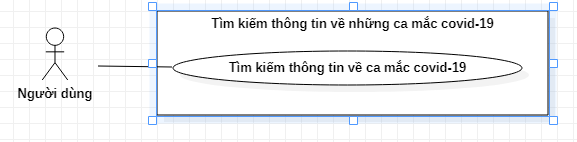 Tìm kiếm thông tin về những ca mắc covid-19
Tìm kiếm thông tin về ca mắc covid-19
Người dùng